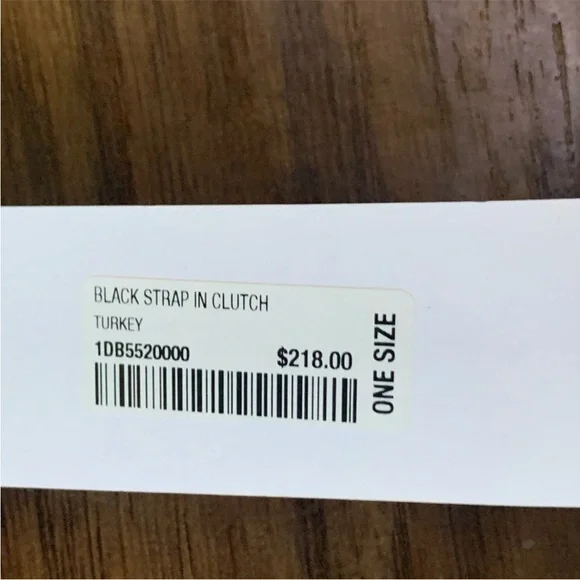 BLACK STRAP IN CLUTCH
TURKEY
1DB5520000 $218.00
ONE SIZE